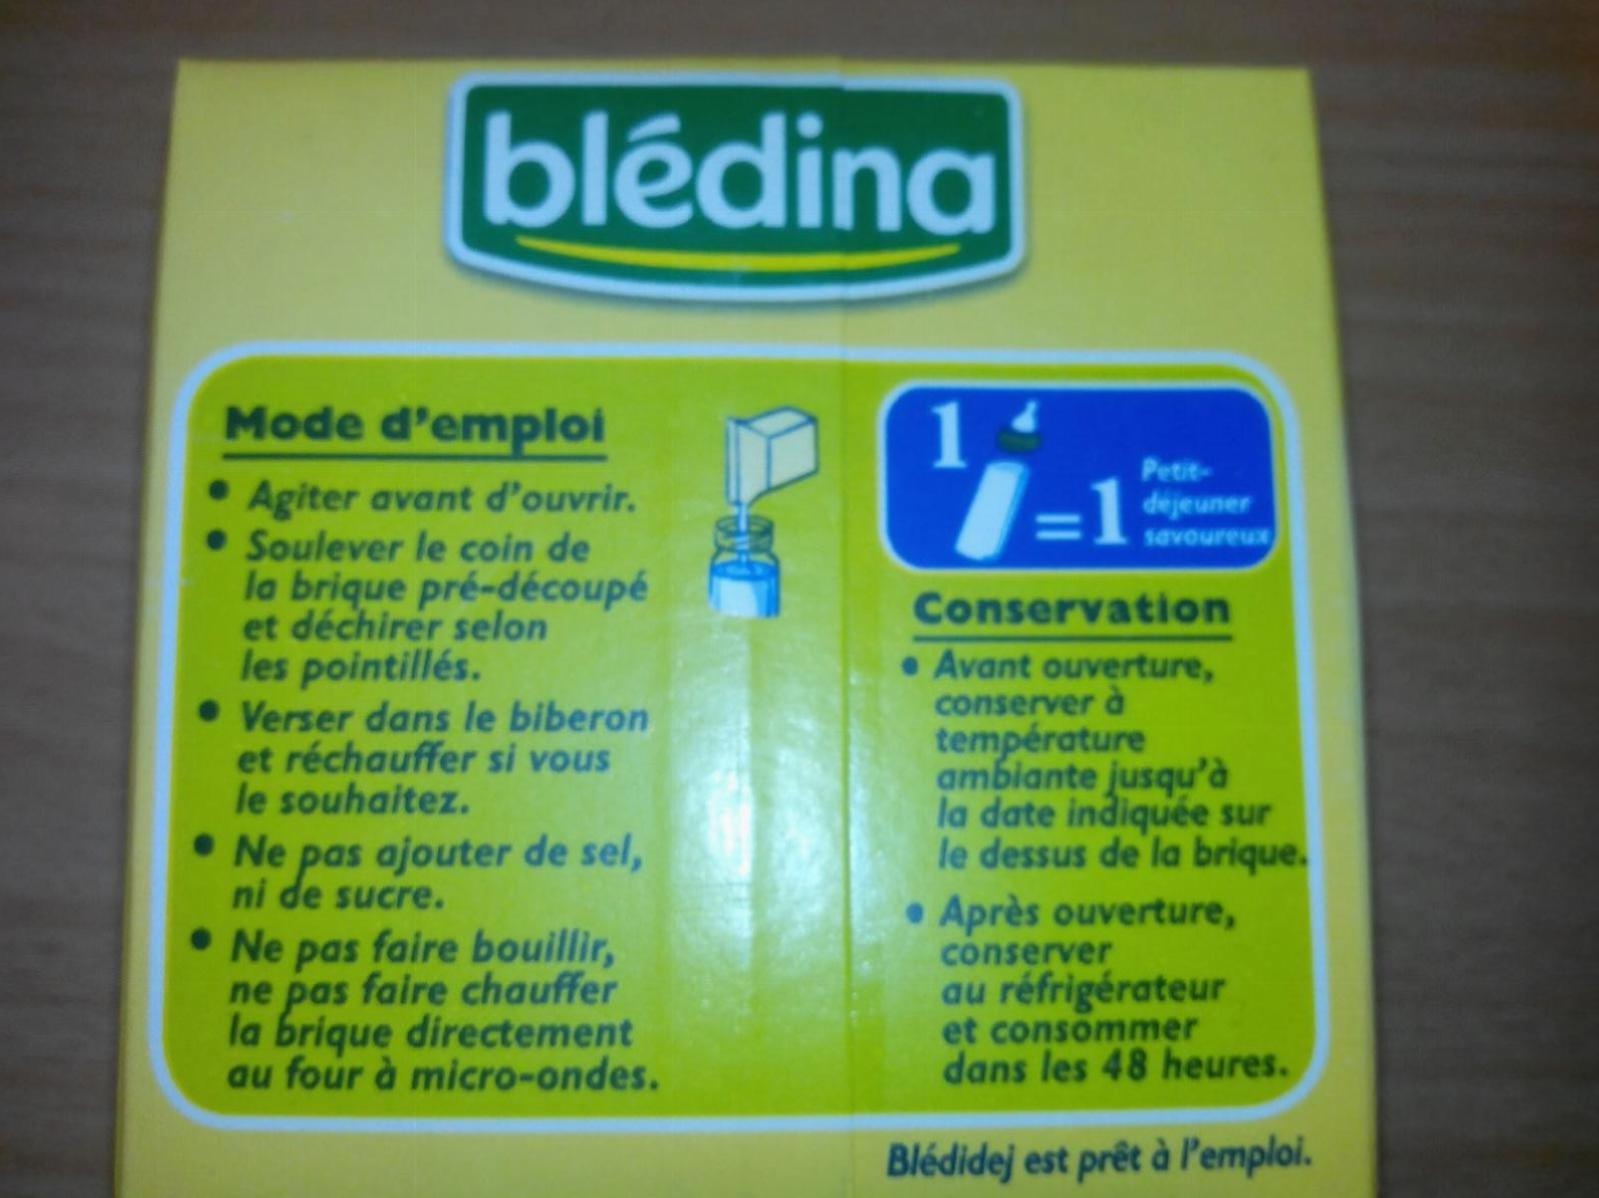 blédina
Mode d'emploi
• Agiter avant d'ouvrir.
• Soulever le coin de
la brique pré-découpé
et déchirer selon
les pointillés.
• Verser dans le biberon
et réchauffer si vous
le souhaitez.
• Ne pas ajouter de sel,
ni de sucre.
• Ne pas faire bouillir,
ne pas faire chauffer
la brique directement
au four à micro-ondes.
1 = 1 Petit-
déjeuner
savoureux
Conservation
• Avant ouverture,
conserver à
température
ambiante jusqu'à
la date indiquée sur
le dessus de la brique.
• Après ouverture,
conserver
au réfrigérateur
et consommer
dans les 48 heures.
Blédidej est prêt à l'emploi.